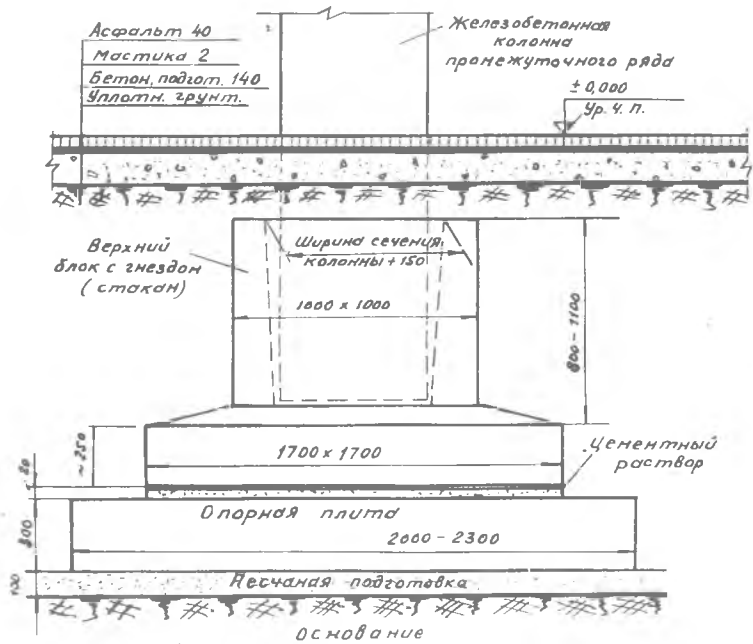 Асфальт 40
Мастика 2
Бетон. подгот. 140
Уплотн. грунт.
Железобетонная
колонна
промежуточного ряда
± 0,000
Ур. ч. п.
Верхний
блок с гнездом
(стакан)
Ширина сечения
колонны + 150
1000 x 1000
800 - 1100
~250
1700 x 1700
Цементный
раствор
20
Опорная плита
300
2000 - 2300
Песчаная подготовка
100
Основание